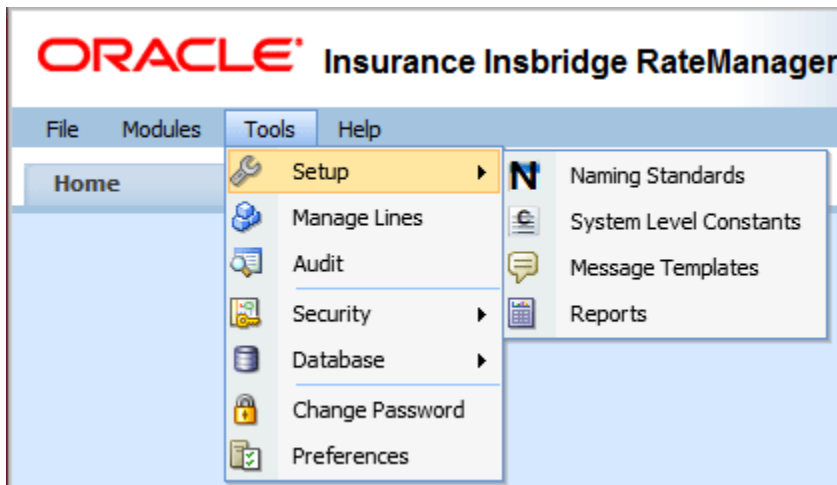 ORACLE Insurance Insbridge RateManager
File Modules Tools Help
Home
Setup
Manage Lines
Audit
Security
Database
Change Password
Preferences
Naming Standards
System Level Constants
Message Templates
Reports